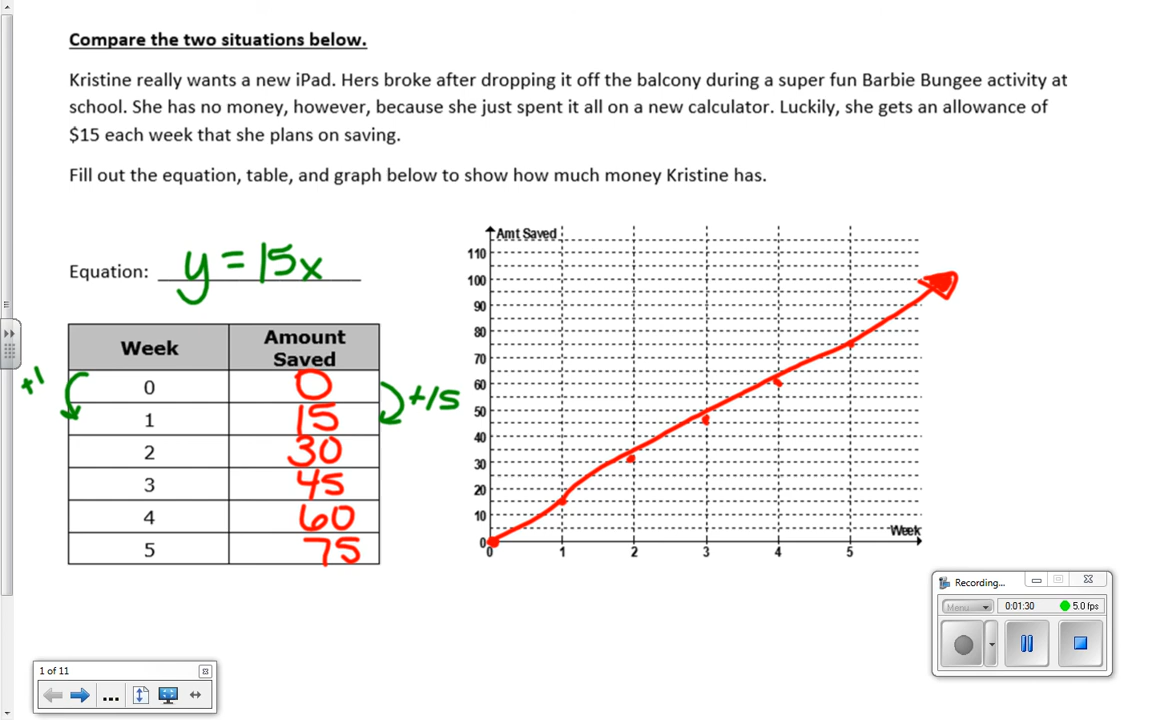 Compare the two situations below.
Kristine really wants a new iPad. Hers broke after dropping it off the balcony during a super fun Barbie Bungee activity at
school. She has no money, however, because she just spent it all on a new calculator. Luckily, she gets an allowance of
$15 each week that she plans on saving.
Fill out the equation, table, and graph below to show how much money Kristine has.
Equation: y = 15x
Week Amount Saved
0 0
1 15
2 30
3 45
4 60
5 75
+1
+15
Amt Saved
110
100
90
80
70
60
50
40
30
20
10
0
Week
0 1 2 3 4 5
Recording...
Menu 0:01:30 5.0 fps
1 of 11
...